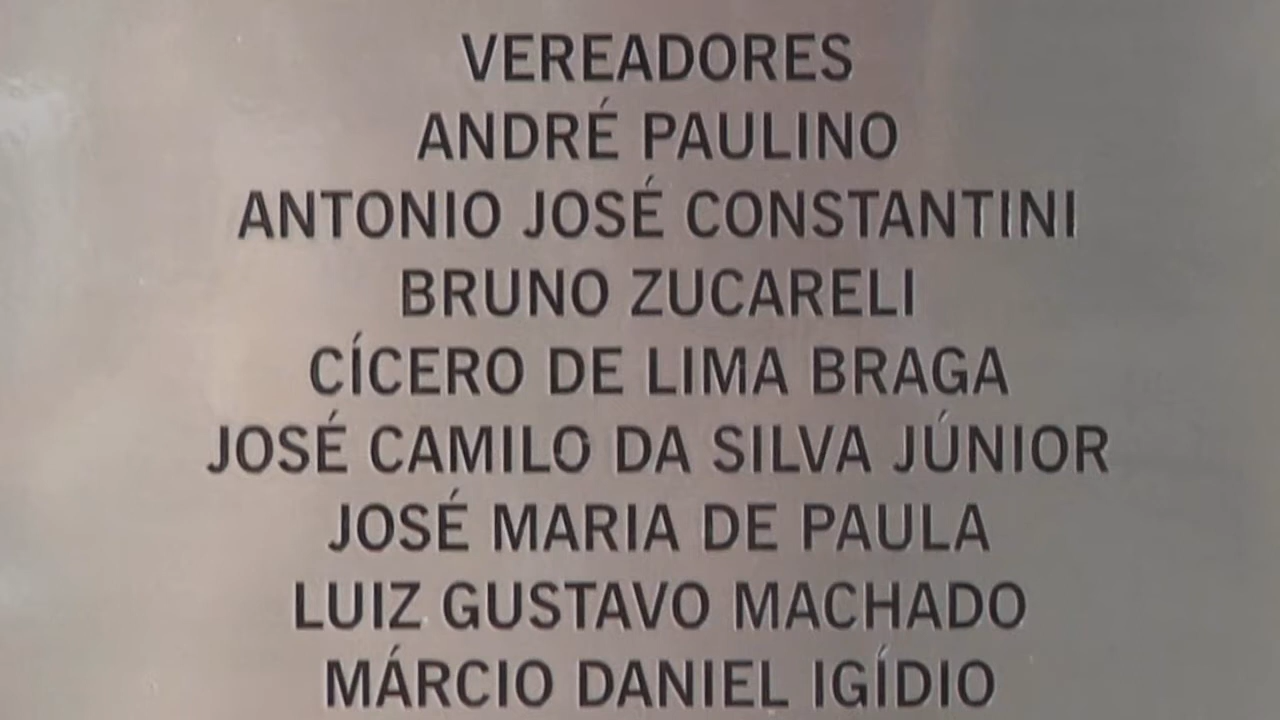 VEREADORES
ANDRÉ PAULINO
ANTONIO JOSÉ CONSTANTINI
BRUNO ZUCARELI
CÍCERO DE LIMA BRAGA
JOSÉ CAMILO DA SILVA JÚNIOR
JOSÉ MARIA DE PAULA
LUIZ GUSTAVO MACHADO
MÁRCIO DANIEL IGÍDIO